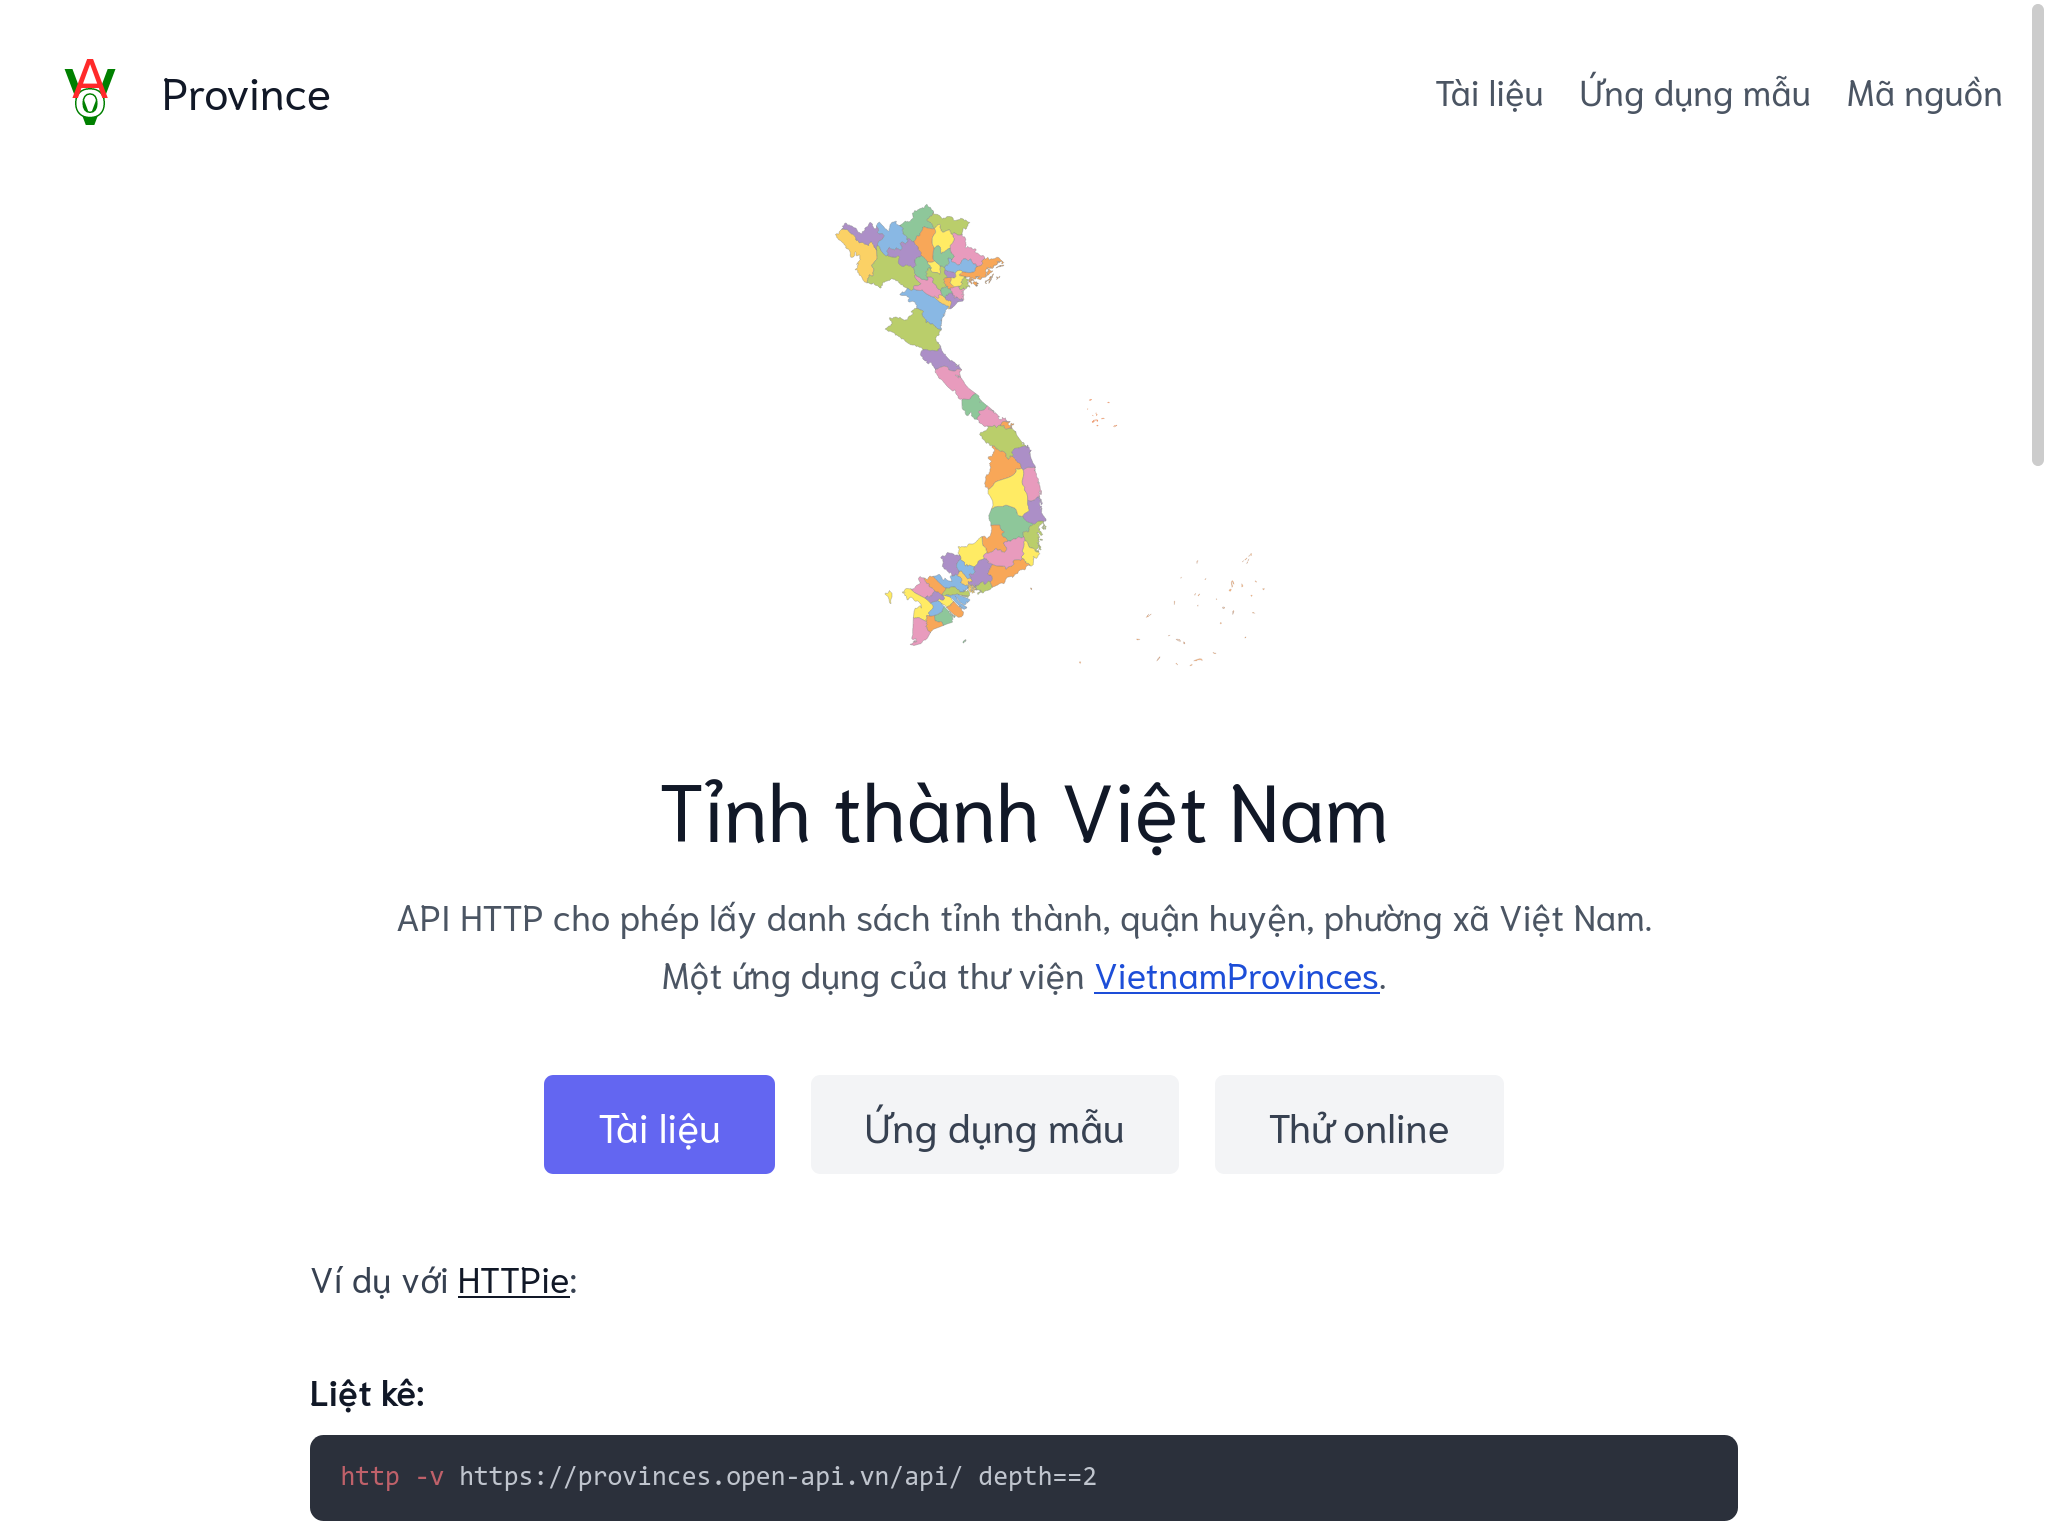 Province
Tài liệu
Ứng dụng mẫu
Mã nguồn
Tỉnh thành Việt Nam
API HTTP cho phép lấy danh sách tỉnh thành, quận huyện, phường xã Việt Nam.
Một ứng dụng của thư viện VietnamProvinces.
Tài liệu
Ứng dụng mẫu
Thử online
Ví dụ với HTTPie:
Liệt kê:
http -v https://provinces.open-api.vn/api/ depth==2